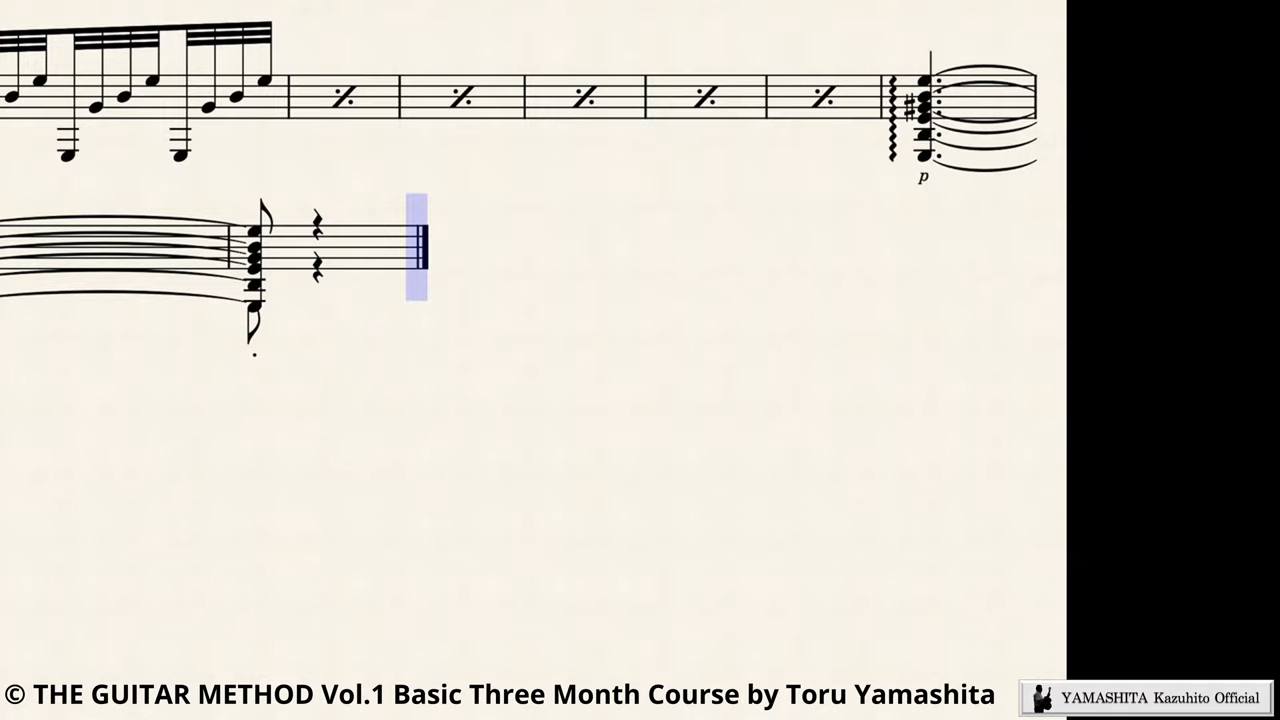 p
© THE GUITAR METHOD Vol.1 Basic Three Month Course by Toru Yamashita
YAMASHITA Kazuhito Official